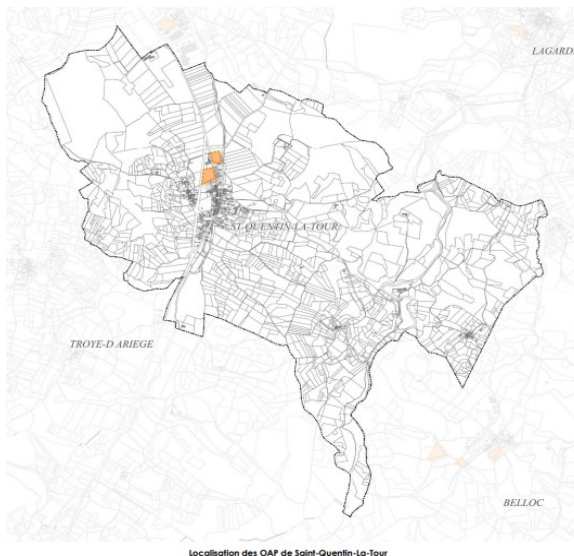 LAGARD
ST-QUENTIN-LA-TOUR
TROYE-D ARIEGE
BELLOC
Localisation des OAP de Saint-Quentin-La-Tour